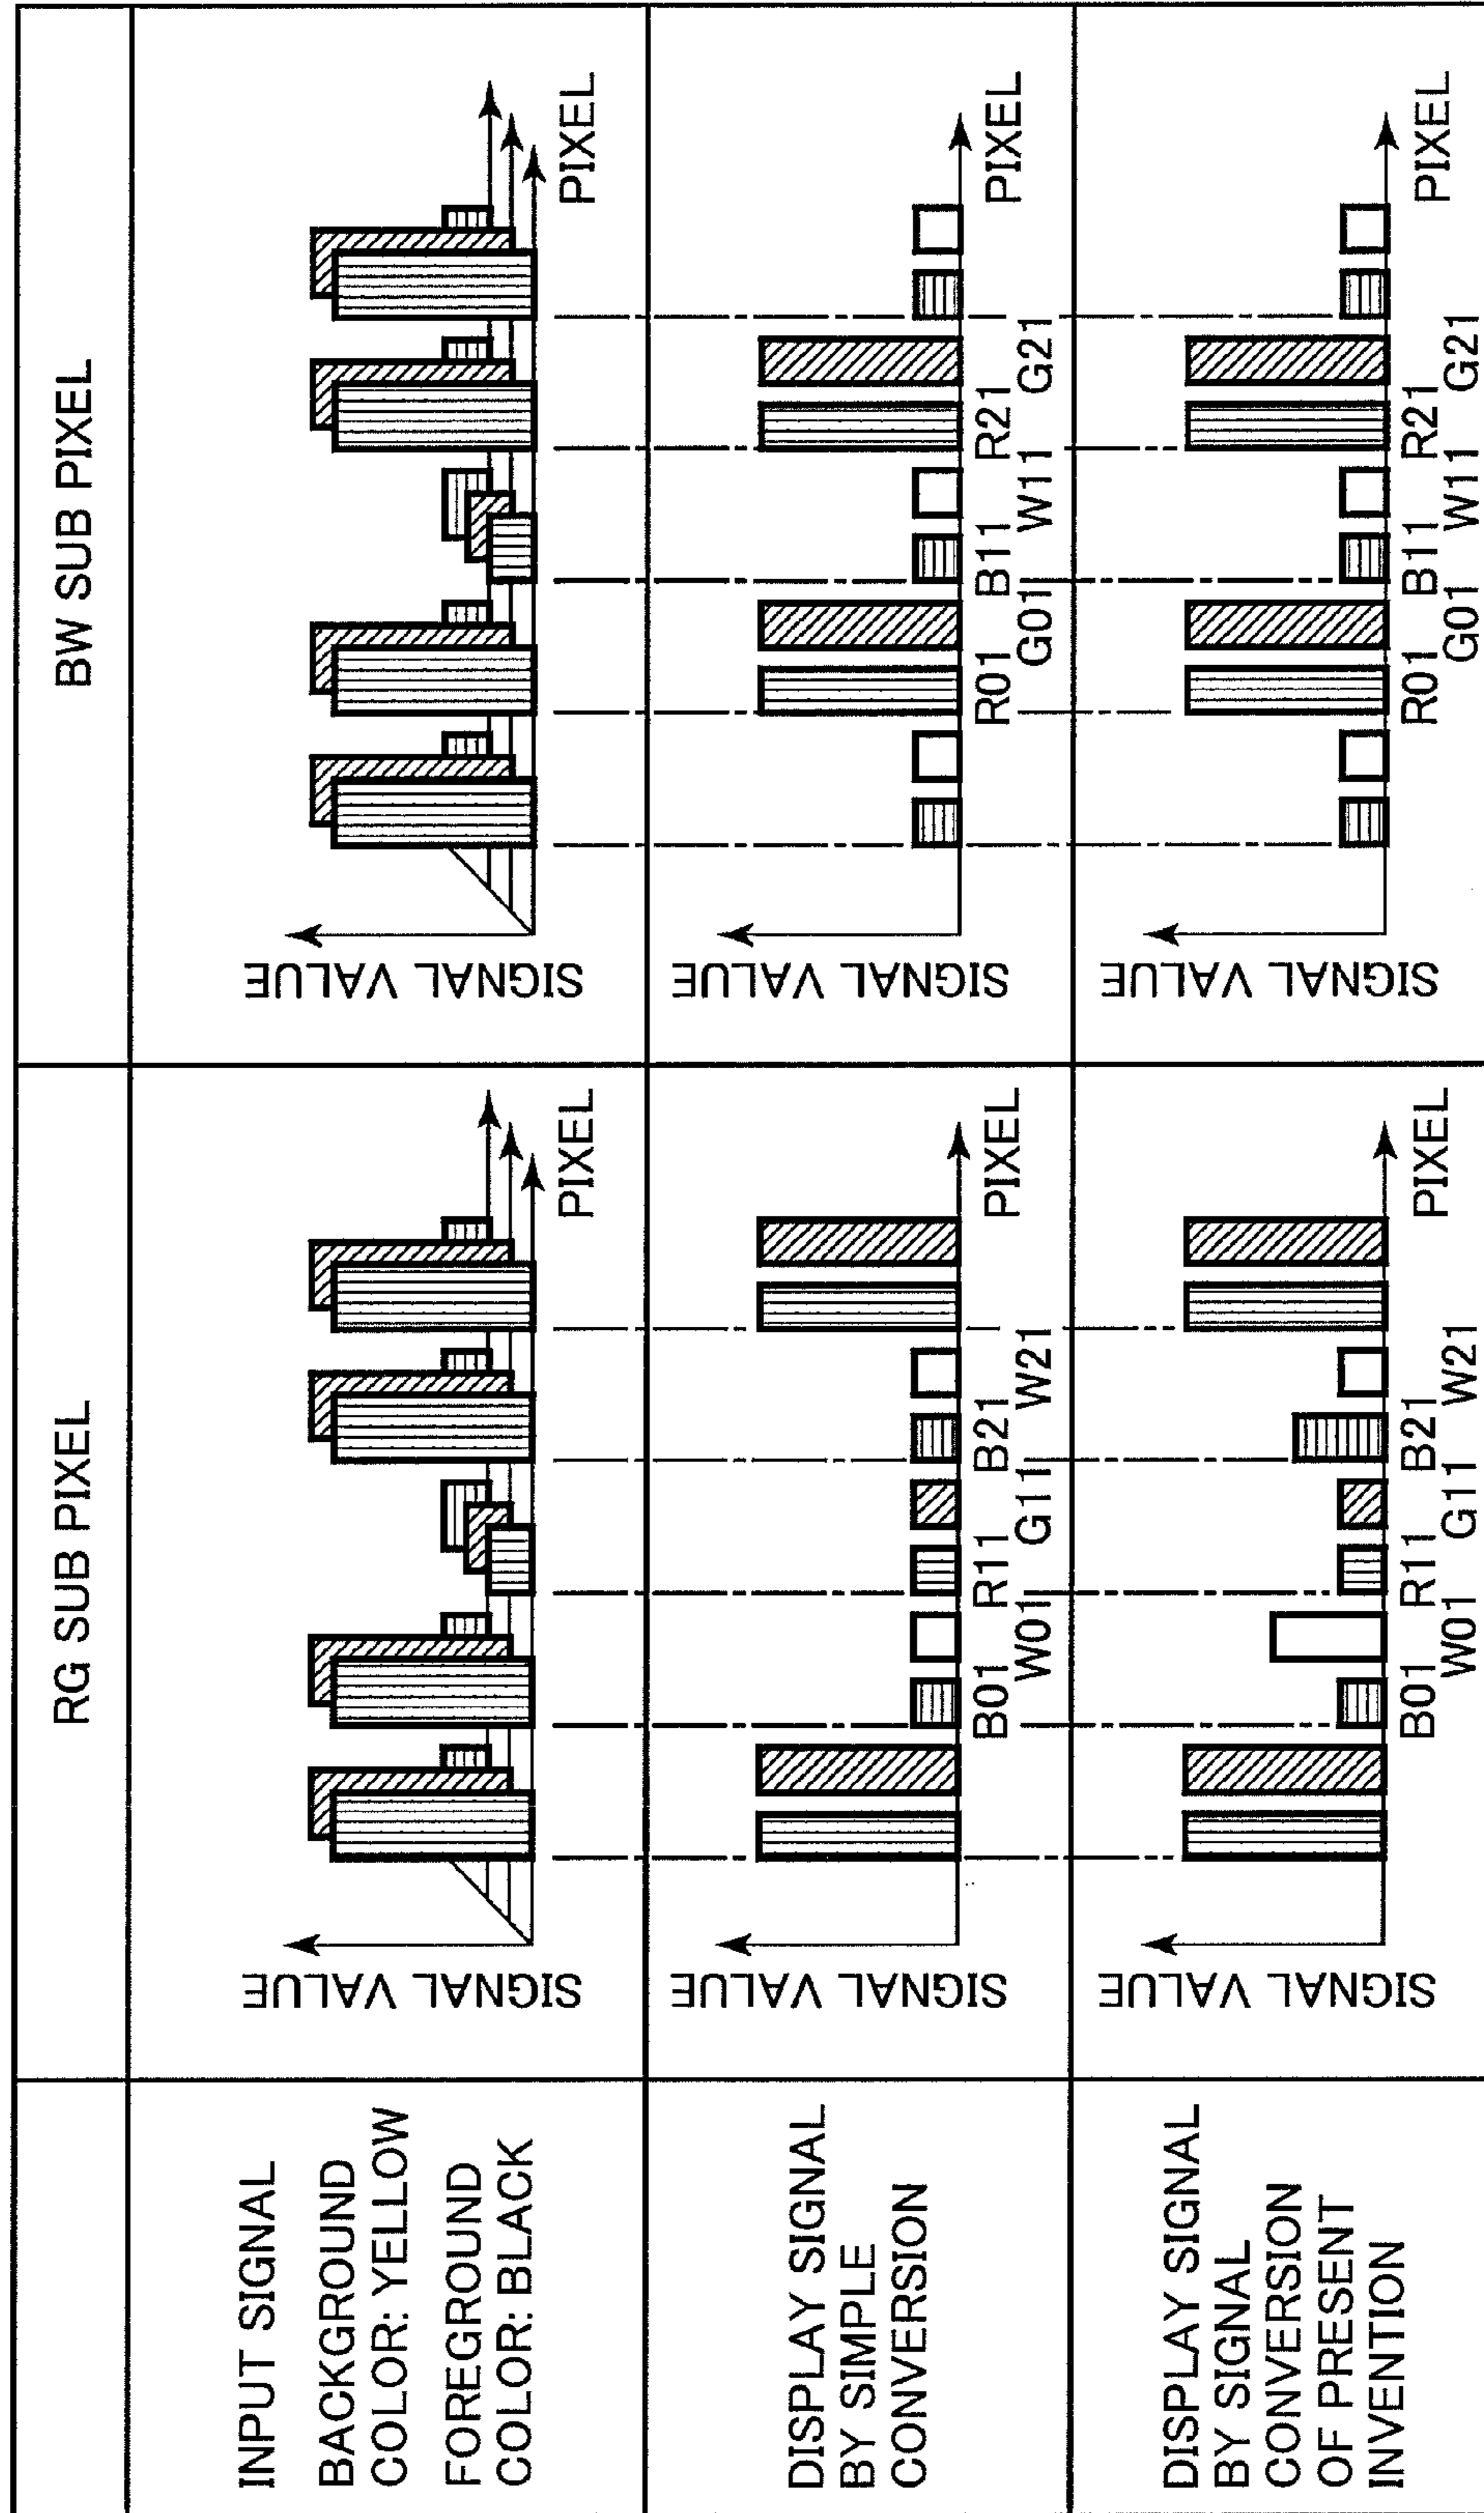 RG SUB PIXEL
BW SUB PIXEL
INPUT SIGNAL
BACKGROUND
COLOR: YELLOW
FOREGROUND
COLOR: BLACK
SIGNAL VALUE
PIXEL
SIGNAL VALUE
PIXEL
DISPLAY SIGNAL
BY SIMPLE
CONVERSION
SIGNAL VALUE
B01 R11 B21
W01 G11 W21
PIXEL
SIGNAL VALUE
R01 B11 R21
G01 W11 G21
PIXEL
DISPLAY SIGNAL
BY SIGNAL
CONVERSION
OF PRESENT
INVENTION
SIGNAL VALUE
B01 R11 B21
W01 G11 W21
PIXEL
SIGNAL VALUE
R01 B11 R21
G01 W11 G21
PIXEL